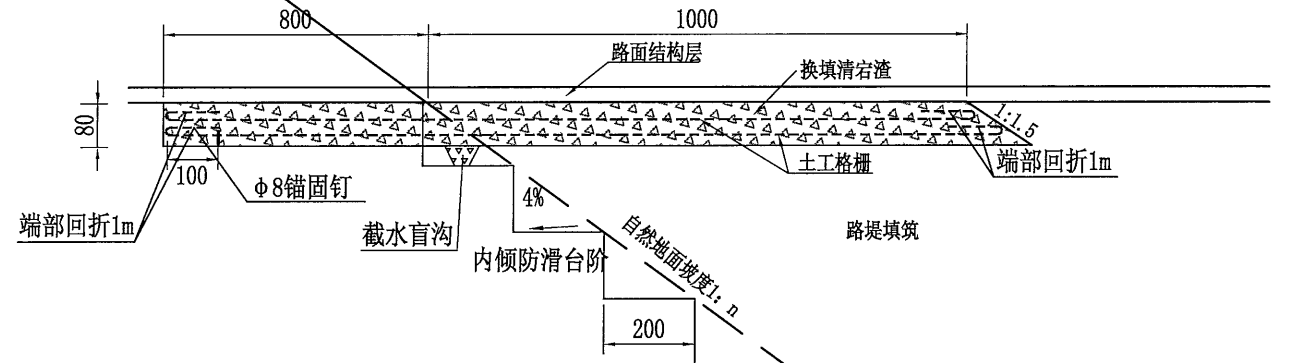 800
1000
路面结构层
换填清宕渣
80
1:1.5
100
φ8锚固钉
土工格栅
端部回折1m
端部回折1m
截水盲沟
4%
内倾防滑台阶
自然地面坡度1：n
路堤填筑
200